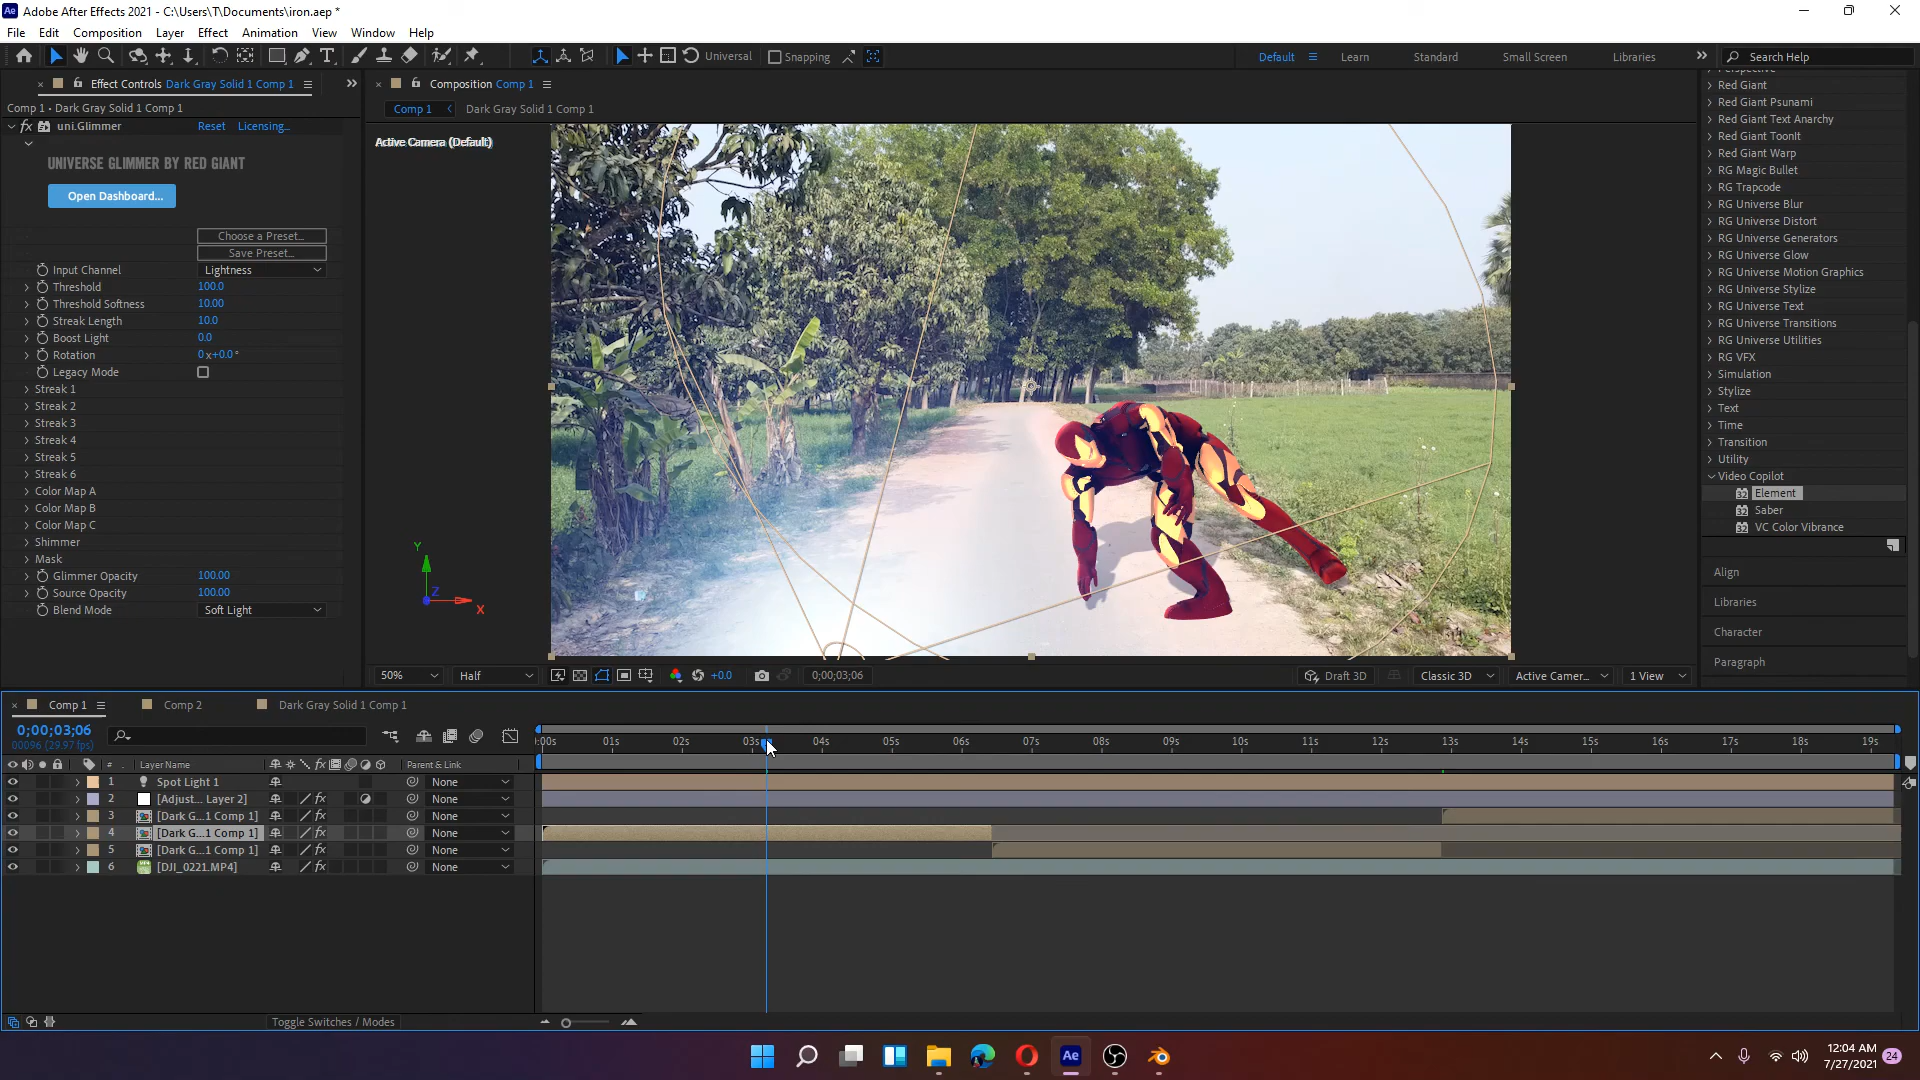 Adobe After Effects 2021 - C:\Users\T\Documents\iron.aep *
File Edit Composition Layer Effect Animation View Window Help
Universal Snapping Default Learn Standard Small Screen Libraries Search Help
Effect Controls Dark Gray Solid 1 Comp 1
Composition Comp 1
Comp 1 • Dark Gray Solid 1 Comp 1
Comp 1 Dark Gray Solid 1 Comp 1
fx uni.Glimmer Reset Licensing...
UNIVERSE GLIMMER BY RED GIANT
Open Dashboard...
Choose a Preset...
Save Preset...
Input Channel Lightness
Threshold 100.0
Threshold Softness 10.00
Streak Length 10.0
Boost Light 0.0
Rotation 0x+0.0°
Legacy Mode
Streak 1
Streak 2
Streak 3
Streak 4
Streak 5
Streak 6
Color Map A
Color Map B
Color Map C
Shimmer
Mask
Glimmer Opacity 100.00
Source Opacity 100.00
Blend Mode Soft Light
Active Camera (Default)
Y
Z
X
50% Half +0.0 0;00;03;06 Draft 3D Classic 3D Active Camer... 1 View
Perspective
Red Giant
Red Giant Psunami
Red Giant Text Anarchy
Red Giant ToonIt
Red Giant Warp
RG Magic Bullet
RG Trapcode
RG Universe Blur
RG Universe Distort
RG Universe Generators
RG Universe Glow
RG Universe Motion Graphics
RG Universe Stylize
RG Universe Text
RG Universe Transitions
RG Universe Utilities
RG VFX
Simulation
Stylize
Text
Time
Transition
Utility
Video Copilot
32 Element
32 Saber
32 VC Color Vibrance
Align
Libraries
Character
Paragraph
Comp 1 Comp 2 Dark Gray Solid 1 Comp 1
0;00;03;06
00096 (29.97 fps)
:00s 01s 02s 03s 04s 05s 06s 07s 08s 09s 10s 11s 12s 13s 14s 15s 16s 17s 18s 19s
# Layer Name fx Parent & Link
1 Spot Light 1 None
2 [Adjust... Layer 2] fx None
3 [Dark G...1 Comp 1] fx None
4 [Dark G...1 Comp 1] fx None
5 [Dark G...1 Comp 1] fx None
6 [DJI_0221.MP4] fx None
Toggle Switches / Modes
Ae
12:04 AM
7/27/2021
24